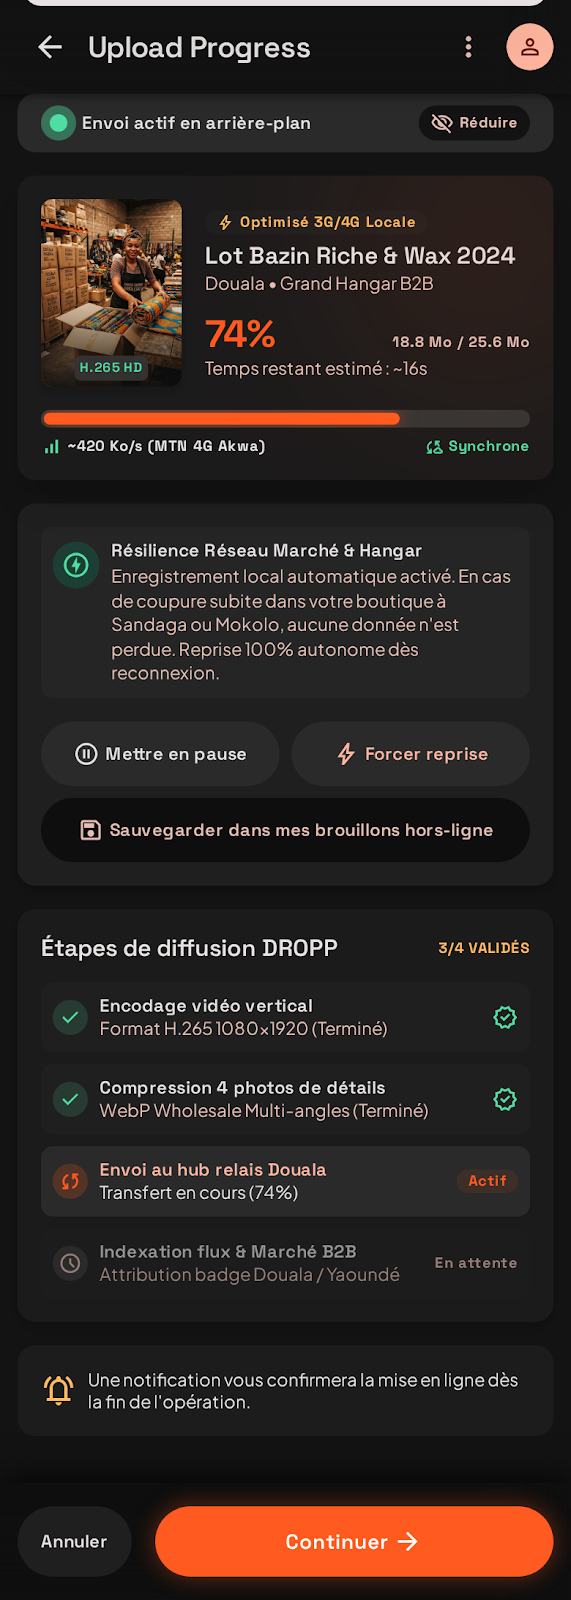 Upload Progress
Envoi actif en arrière-plan
Réduire
Optimisé 3G/4G Locale
Lot Bazin Riche & Wax 2024
Douala • Grand Hangar B2B
74%
18.8 Mo / 25.6 Mo
Temps restant estimé : ~16s
H.265 HD
~420 Ko/s (MTN 4G Akwa)
Synchrone
Résilience Réseau Marché & Hangar
Enregistrement local automatique activé. En cas
de coupure subite dans votre boutique à
Sandaga ou Mokolo, aucune donnée n'est
perdue. Reprise 100% autonome dès
reconnexion.
Mettre en pause
Forcer reprise
Sauvegarder dans mes brouillons hors-ligne
Étapes de diffusion DROPP
3/4 VALIDÉS
Encodage vidéo vertical
Format H.265 1080×1920 (Terminé)
Compression 4 photos de détails
WebP Wholesale Multi-angles (Terminé)
Envoi au hub relais Douala
Transfert en cours (74%)
Actif
Indexation flux & Marché B2B
Attribution badge Douala / Yaoundé
En attente
Une notification vous confirmera la mise en ligne dès
la fin de l'opération.
Annuler
Continuer →